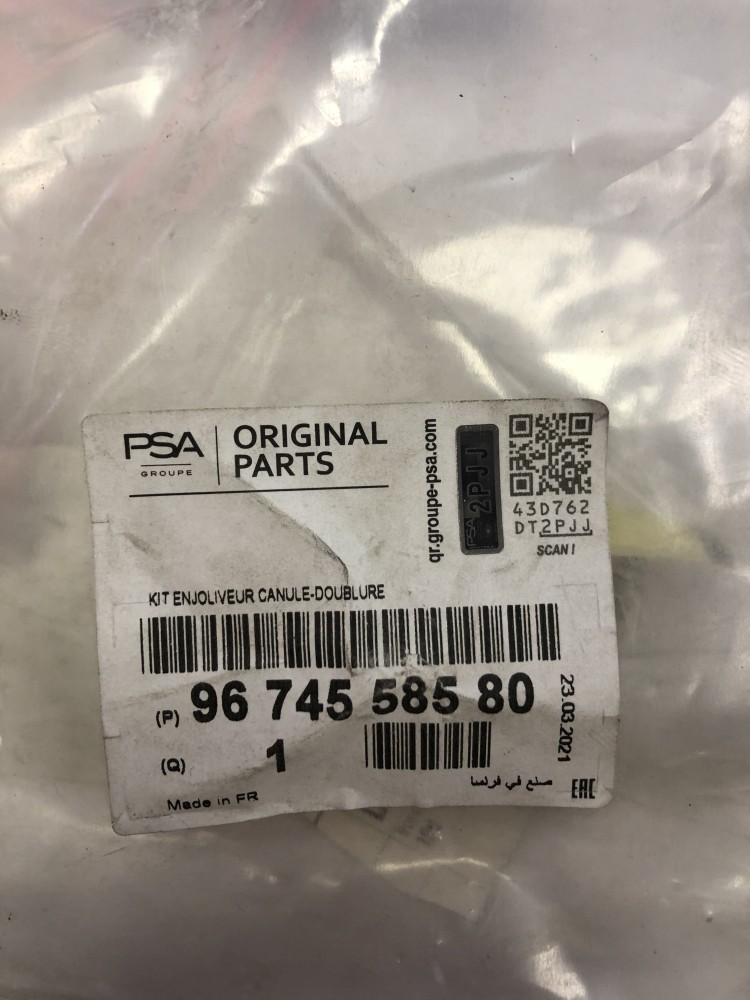 PSA
GROUPE
ORIGINAL
PARTS
qr.groupe-psa.com
PSA 2PJJ
43D762
DT2PJJ
SCAN!
KIT ENJOLIVEUR CANULE-DOUBLURE
(P) 96 745 585 80
23.03.2021
(Q) 1
صنع في فرنسا
EAC
Made in FR